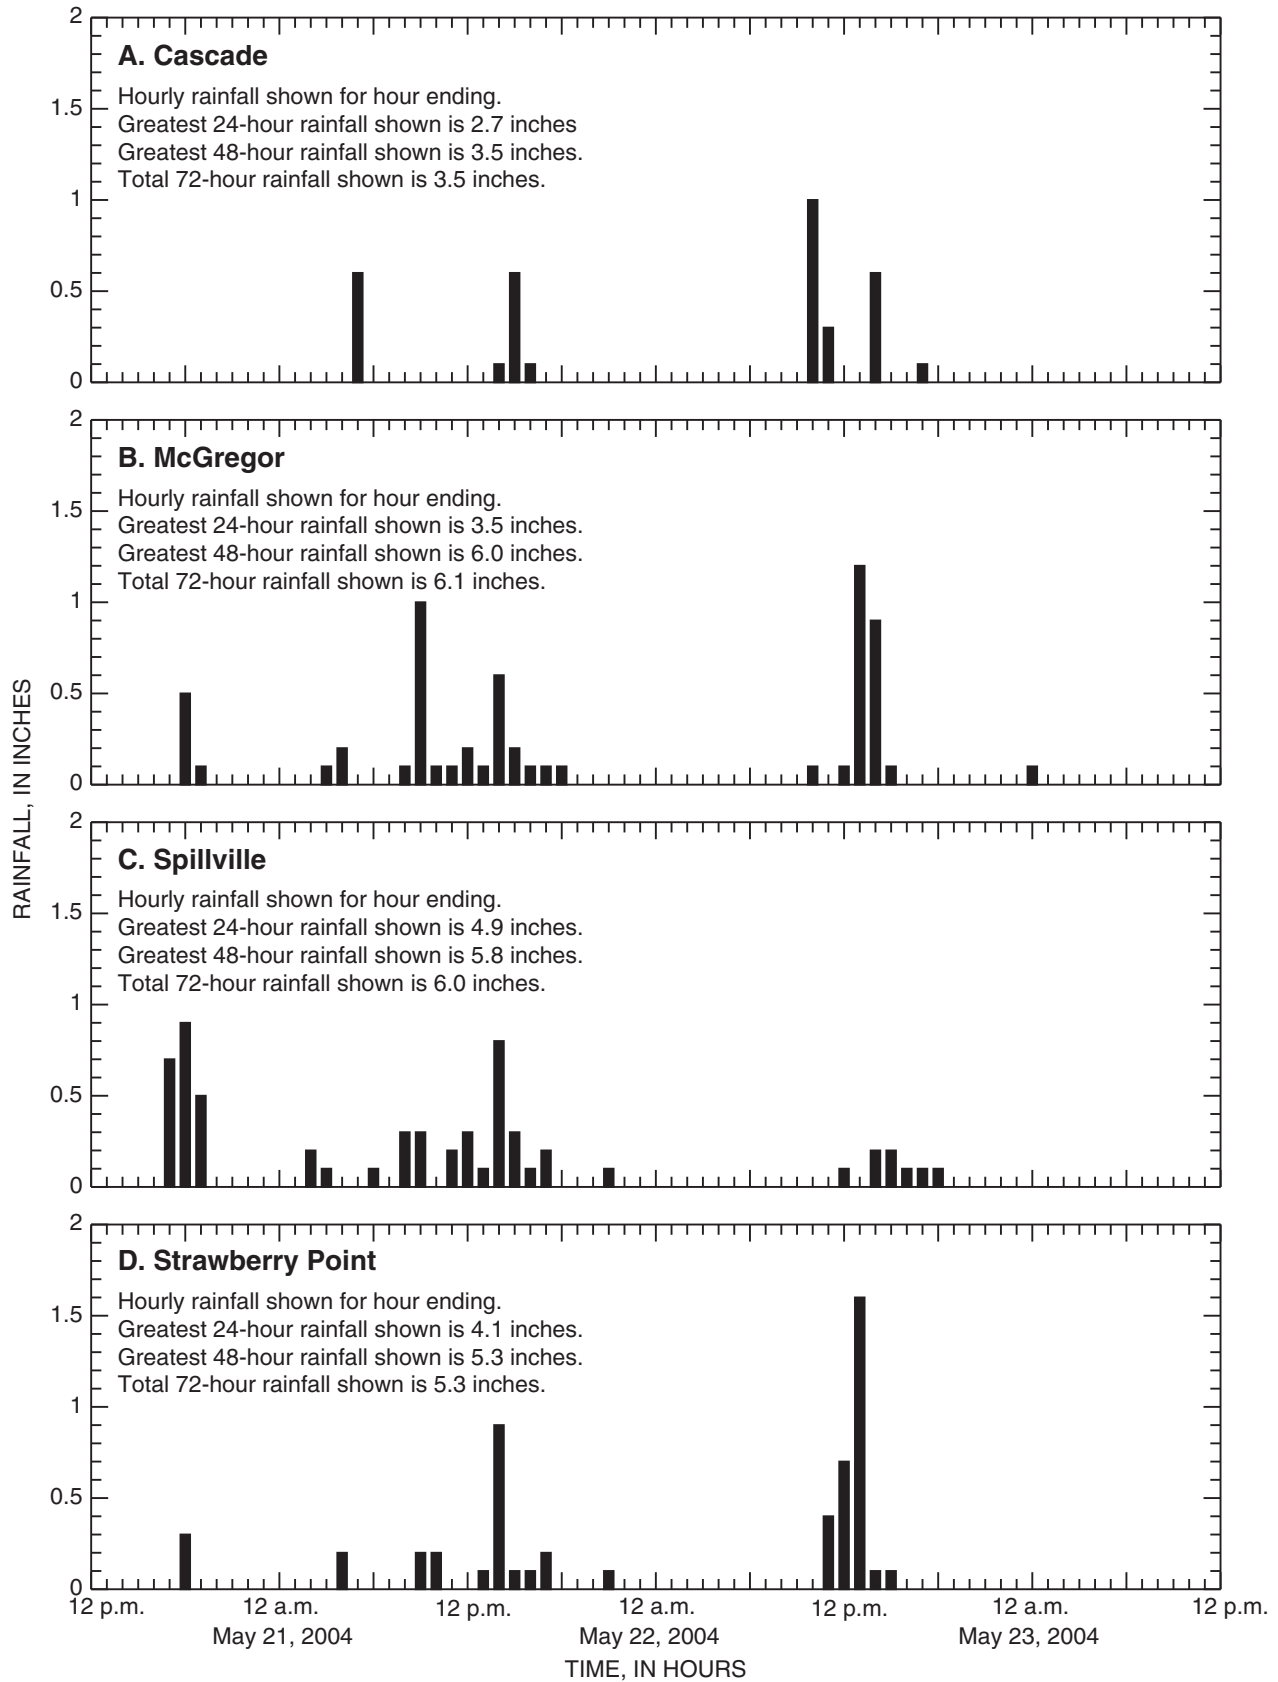 RAINFALL, IN INCHES
2
A. Cascade
Hourly rainfall shown for hour ending.
1.5
Greatest 24-hour rainfall shown is 2.7 inches
Greatest 48-hour rainfall shown is 3.5 inches.
Total 72-hour rainfall shown is 3.5 inches.
1
0.5
0
2
B. McGregor
Hourly rainfall shown for hour ending.
1.5
Greatest 24-hour rainfall shown is 3.5 inches.
Greatest 48-hour rainfall shown is 6.0 inches.
Total 72-hour rainfall shown is 6.1 inches.
1
0.5
0
2
C. Spillville
Hourly rainfall shown for hour ending.
1.5
Greatest 24-hour rainfall shown is 4.9 inches.
Greatest 48-hour rainfall shown is 5.8 inches.
Total 72-hour rainfall shown is 6.0 inches.
1
0.5
0
2
D. Strawberry Point
Hourly rainfall shown for hour ending.
1.5
Greatest 24-hour rainfall shown is 4.1 inches.
Greatest 48-hour rainfall shown is 5.3 inches.
Total 72-hour rainfall shown is 5.3 inches.
1
0.5
0
12 p.m. 12 a.m. 12 p.m. 12 a.m. 12 p.m. 12 a.m. 12 p.m.
May 21, 2004 May 22, 2004 May 23, 2004
TIME, IN HOURS